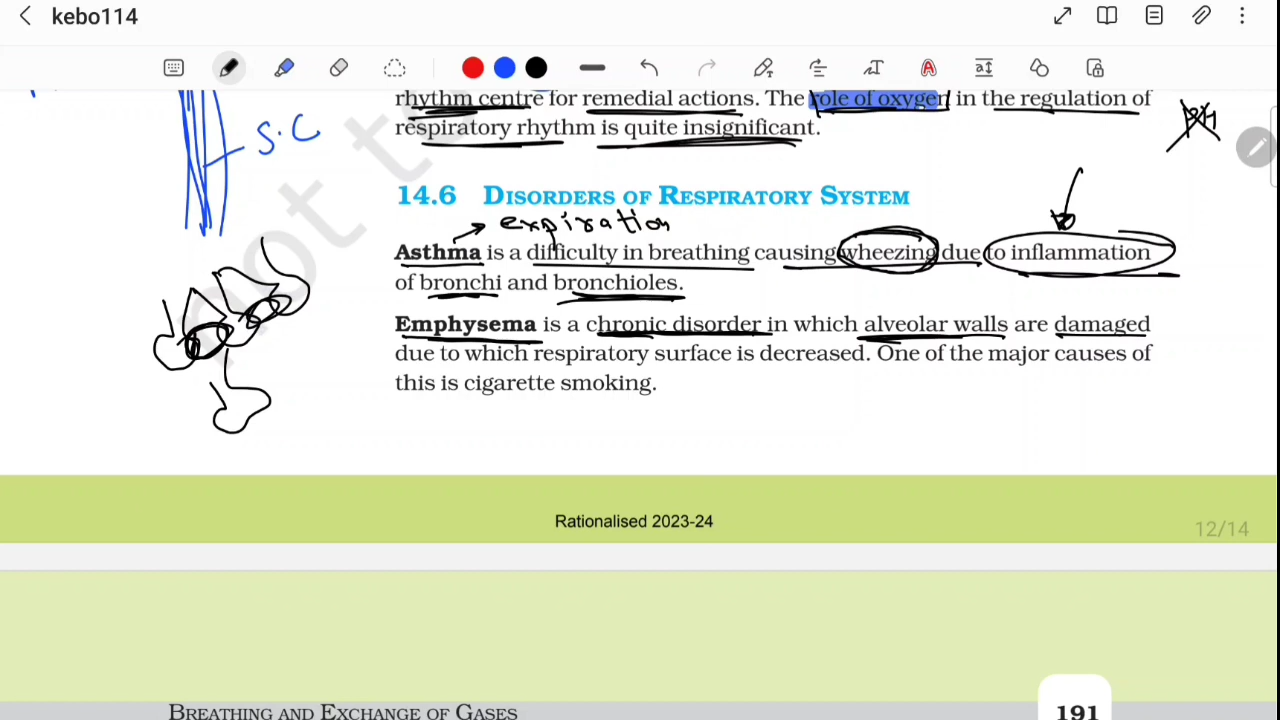 kebo114
rhythm centre for remedial actions. The role of oxygen in the regulation of
respiratory rhythm is quite insignificant.
S.C
not t
14.6 DISORDERS OF RESPIRATORY SYSTEM
expiration
Asthma is a difficulty in breathing causing wheezing due to inflammation
of bronchi and bronchioles.
Emphysema is a chronic disorder in which alveolar walls are damaged
due to which respiratory surface is decreased. One of the major causes of
this is cigarette smoking.
Rationalised 2023-24
12/14
BREATHING AND EXCHANGE OF GASES
191